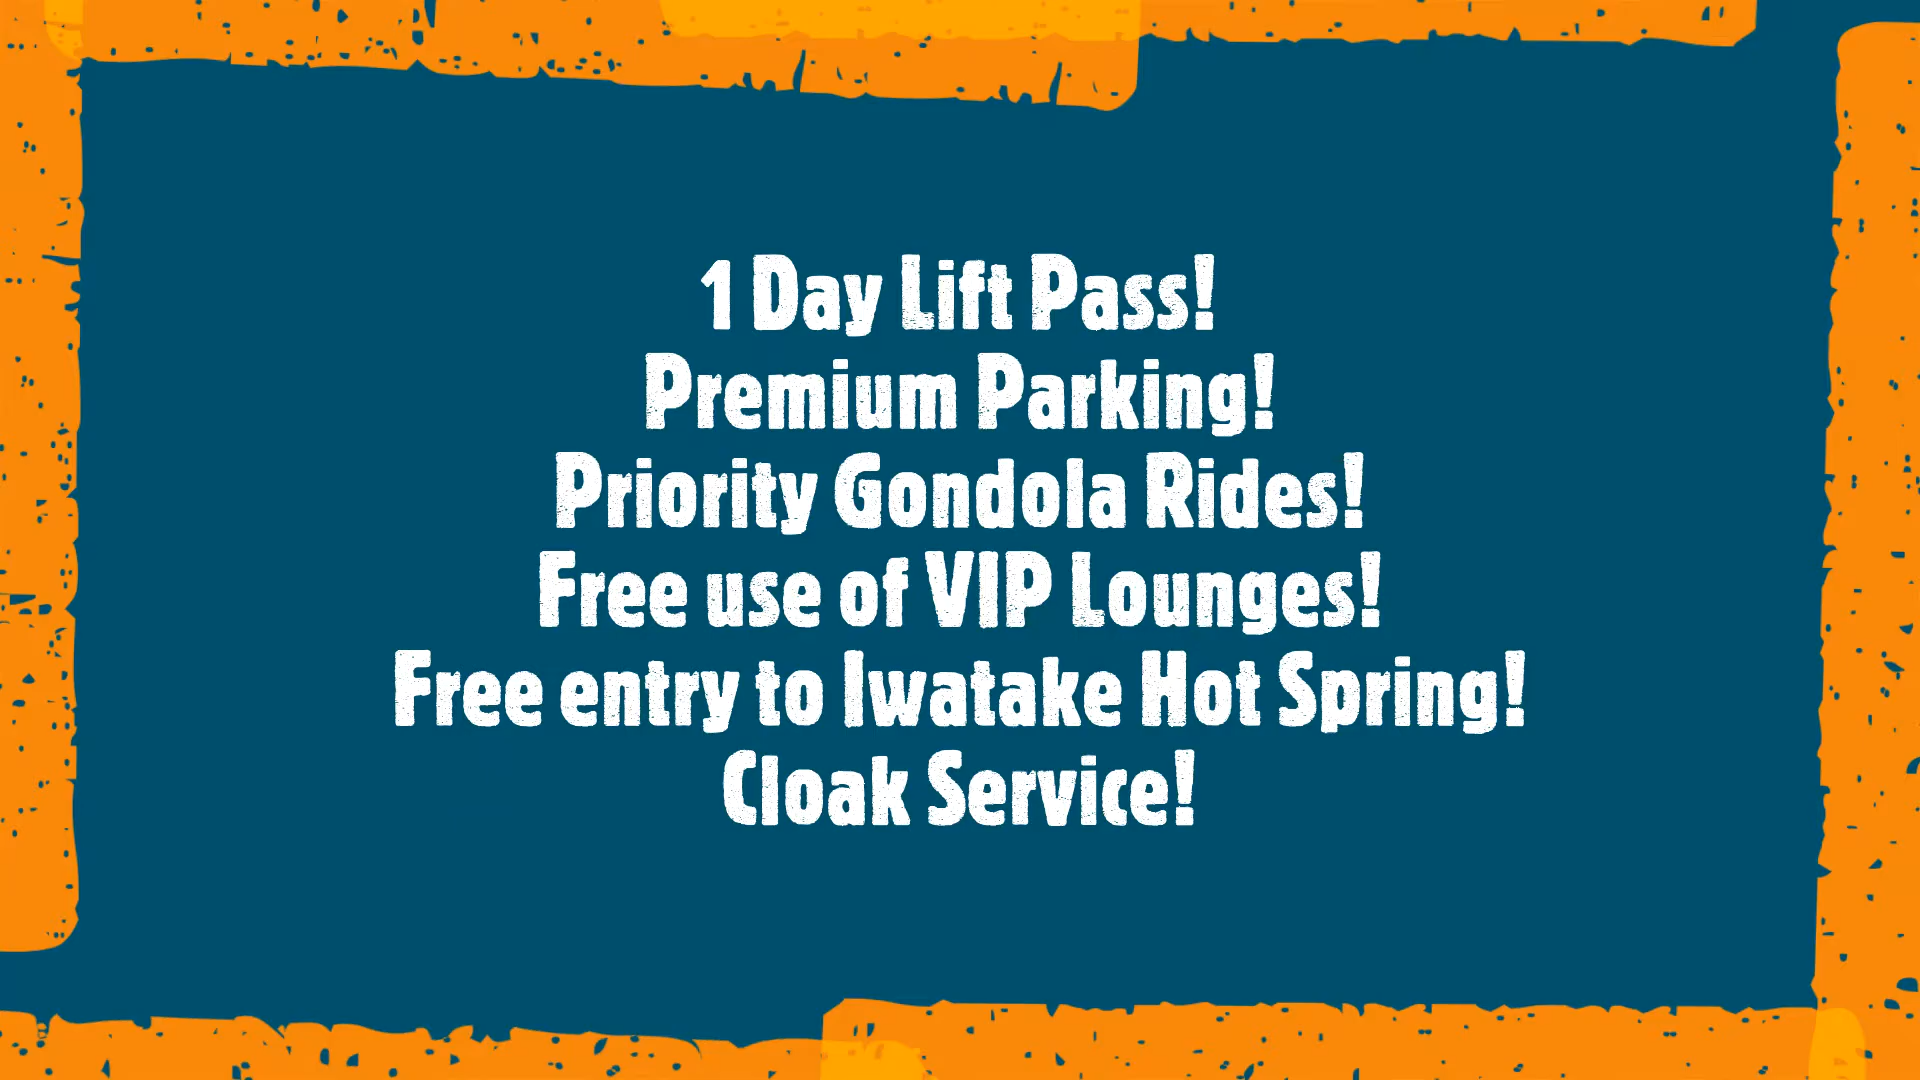 1 Day Lift Pass!
Premium Parking!
Priority Gondola Rides!
Free use of VIP Lounges!
Free entry to Iwatake Hot Spring!
Cloak Service!